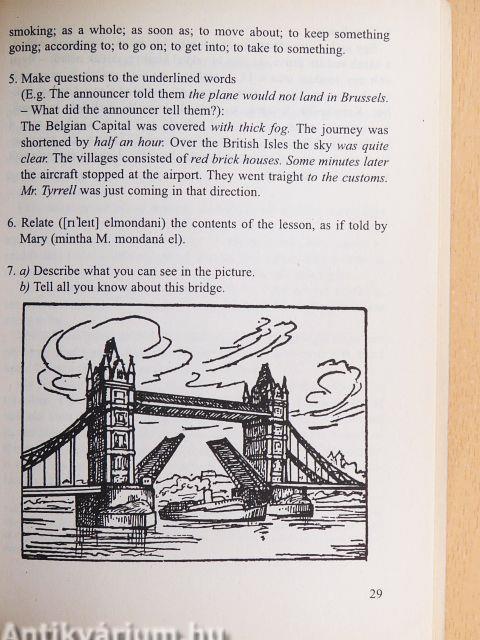 smoking; as a whole; as soon as; to move about; to keep something
going; according to; to go on; to get into; to take to something.
5. Make questions to the underlined words
(E.g. The announcer told them the plane would not land in Brussels.
– What did the announcer tell them?):
The Belgian Capital was covered with thick fog. The journey was
shortened by half an hour. Over the British Isles the sky was quite
clear. The villages consisted of red brick houses. Some minutes later
the aircraft stopped at the airport. They went traight to the customs.
Mr. Tyrrell was just coming in that direction.
6. Relate ([rɪ'leɪt] elmondani) the contents of the lesson, as if told by
Mary (mintha M. mondaná el).
7. a) Describe what you can see in the picture.
b) Tell all you know about this bridge.
29
Antikvárium.hu